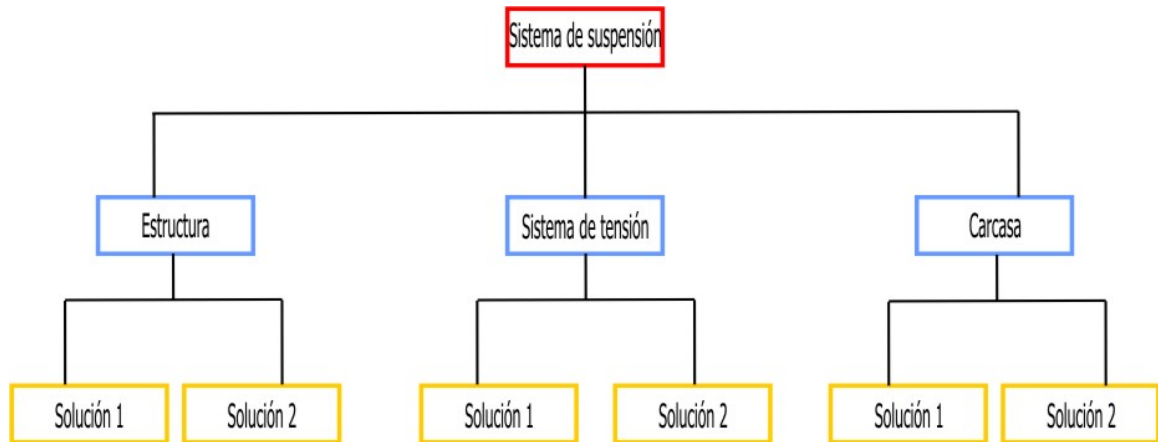 Sistema de suspensión
Estructura
Sistema de tensión
Carcasa
Solución 1
Solución 2
Solución 1
Solución 2
Solución 1
Solución 2